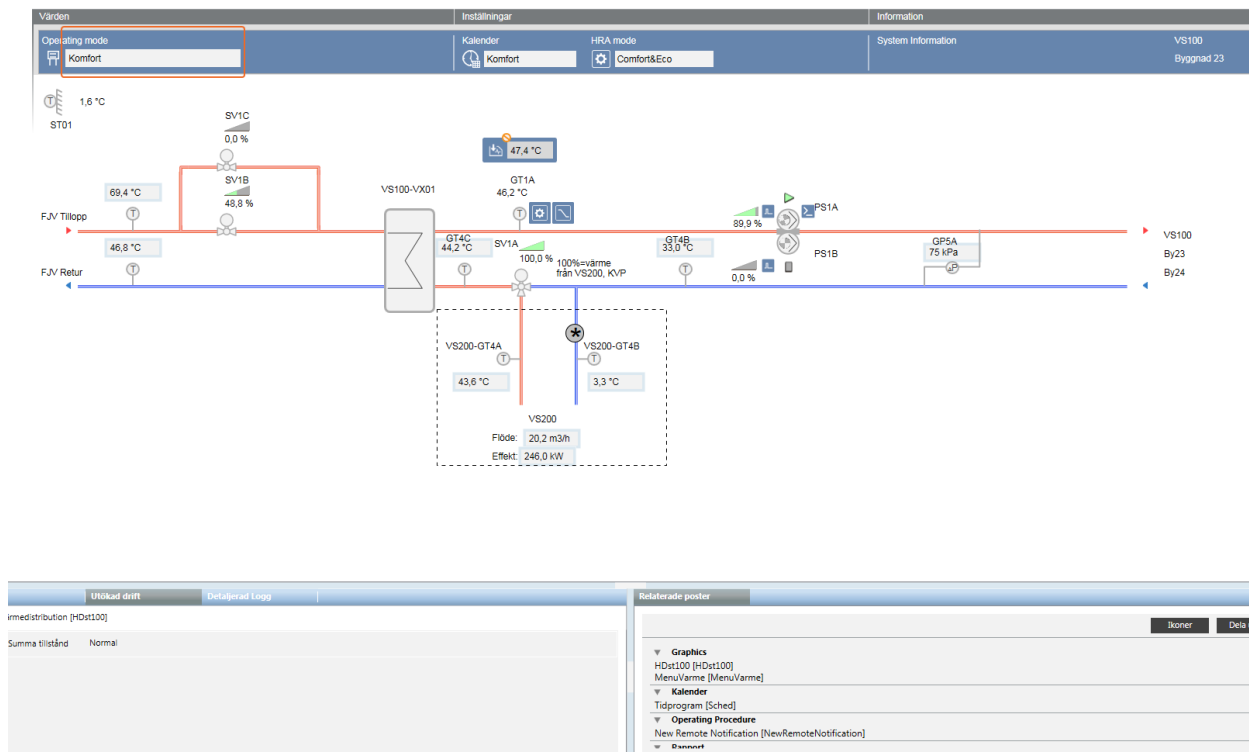 Värden
Inställningar
Information
Operating mode
Komfort
Kalender
Komfort
HRA mode
Comfort&Eco
System Information
VS100
Byggnad 23
T
1,6 °C
ST01
SV1C
0,0 %
SV1B
48,8 %
69,4 °C
T
FJV Tillopp
46,8 °C
T
FJV Retur
VS100-VX01
47,4 °C
GT1A
46,2 °C
T
GT4C
44,2 °C
T
SV1A
100,0 %
100%=värme
från VS200, KVP
GT4B
33,0 °C
T
89,9 %
PS1A
PS1B
0,0 %
GP5A
75 kPa
ΔP
VS100
By23
By24
VS200-GT4A
T
43,6 °C
*
VS200-GT4B
T
3,3 °C
VS200
Flöde: 20,2 m3/h
Effekt: 246,0 kW
Utökad drift
Detaljerad Logg
Relaterade poster
rmedistribution [HDst100]
Summa tillstånd Normal
Ikoner
Dela
Graphics
HDst100 [HDst100]
MenuVarme [MenuVarme]
Kalender
Tidprogram [Sched]
Operating Procedure
New Remote Notification [NewRemoteNotification]
Rapport